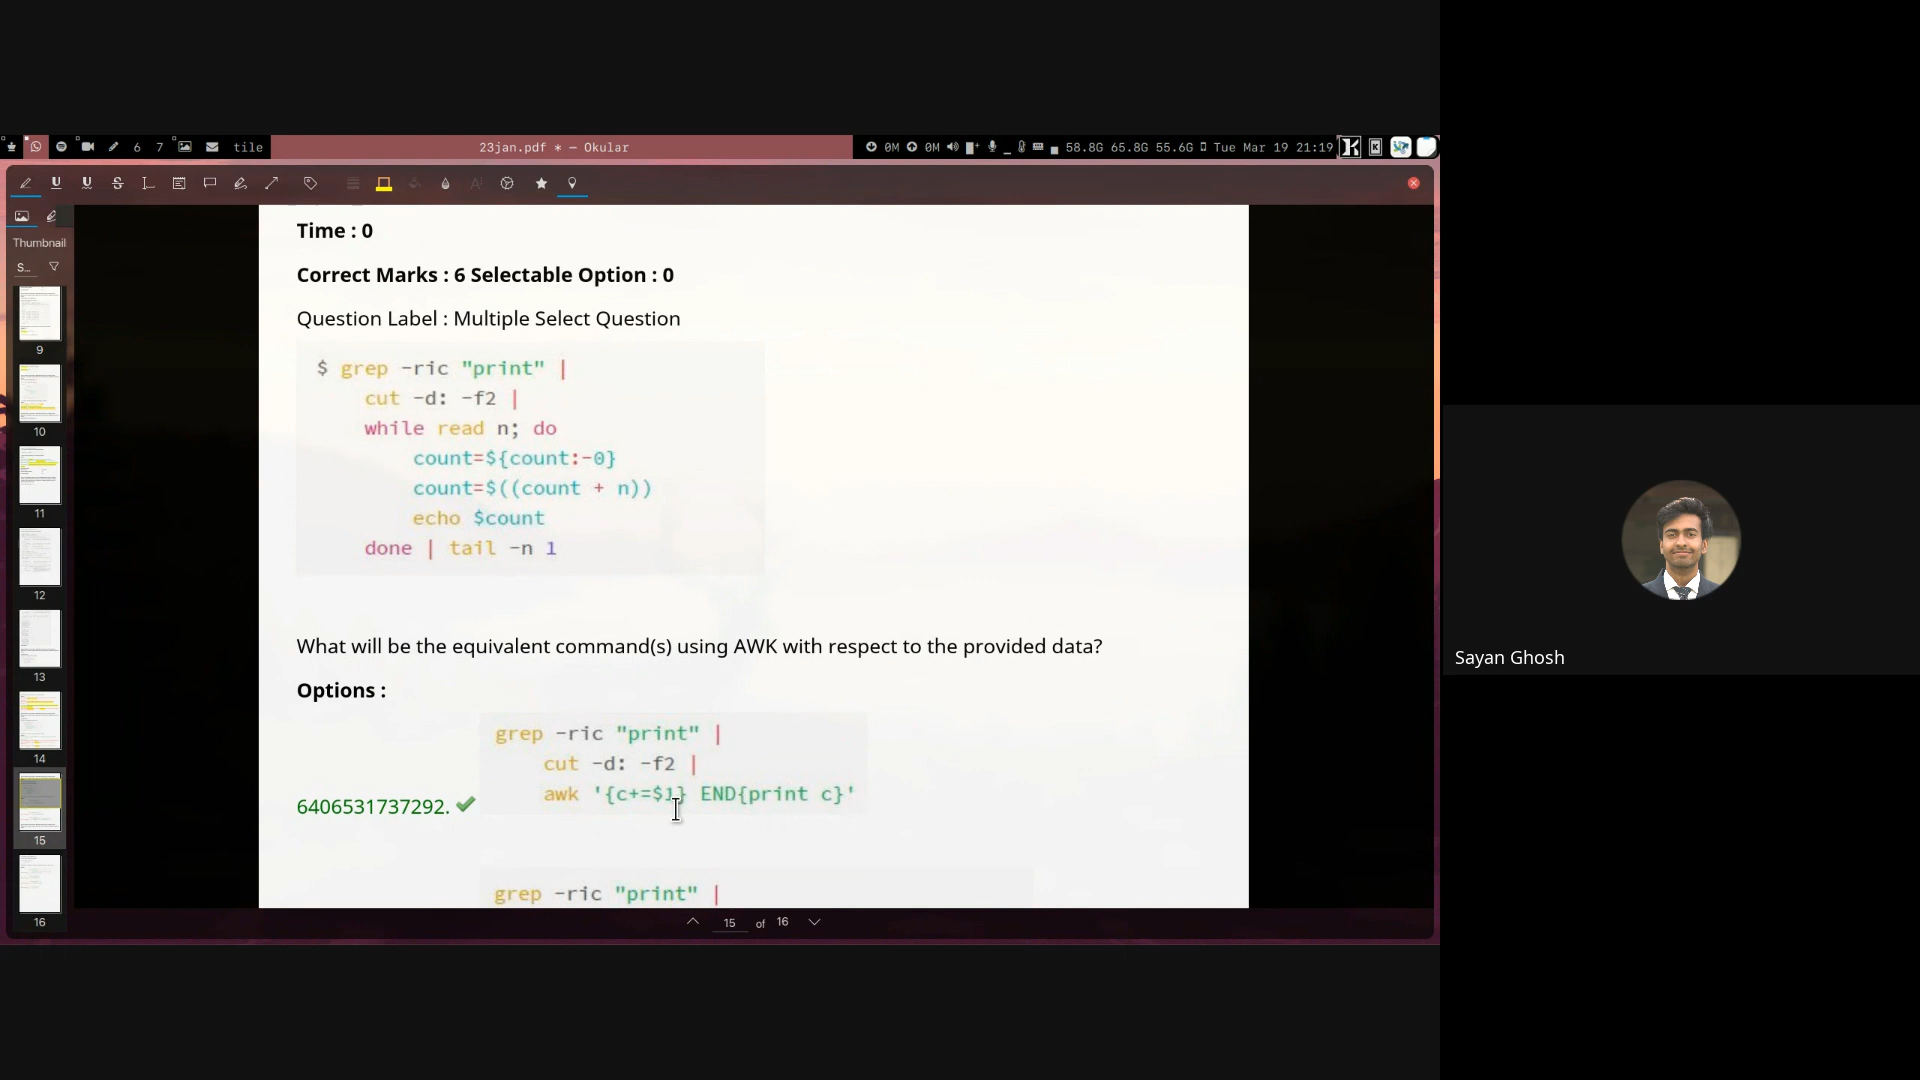 6 7 tile 23jan.pdf * — Okular 0M 0M 58.8G 65.8G 55.6G Tue Mar 19 21:19
Thumbnail
S...
9
10
11
12
13
14
15
16
Time : 0
Correct Marks : 6 Selectable Option : 0
Question Label : Multiple Select Question
$ grep -ric "print" |
cut -d: -f2 |
while read n; do
count=${count:-0}
count=$((count + n))
echo $count
done | tail -n 1
What will be the equivalent command(s) using AWK with respect to the provided data?
Options :
grep -ric "print" |
cut -d: -f2 |
awk '{c+=$1} END{print c}'
6406531737292.
grep -ric "print" |
15 of 16
Sayan Ghosh